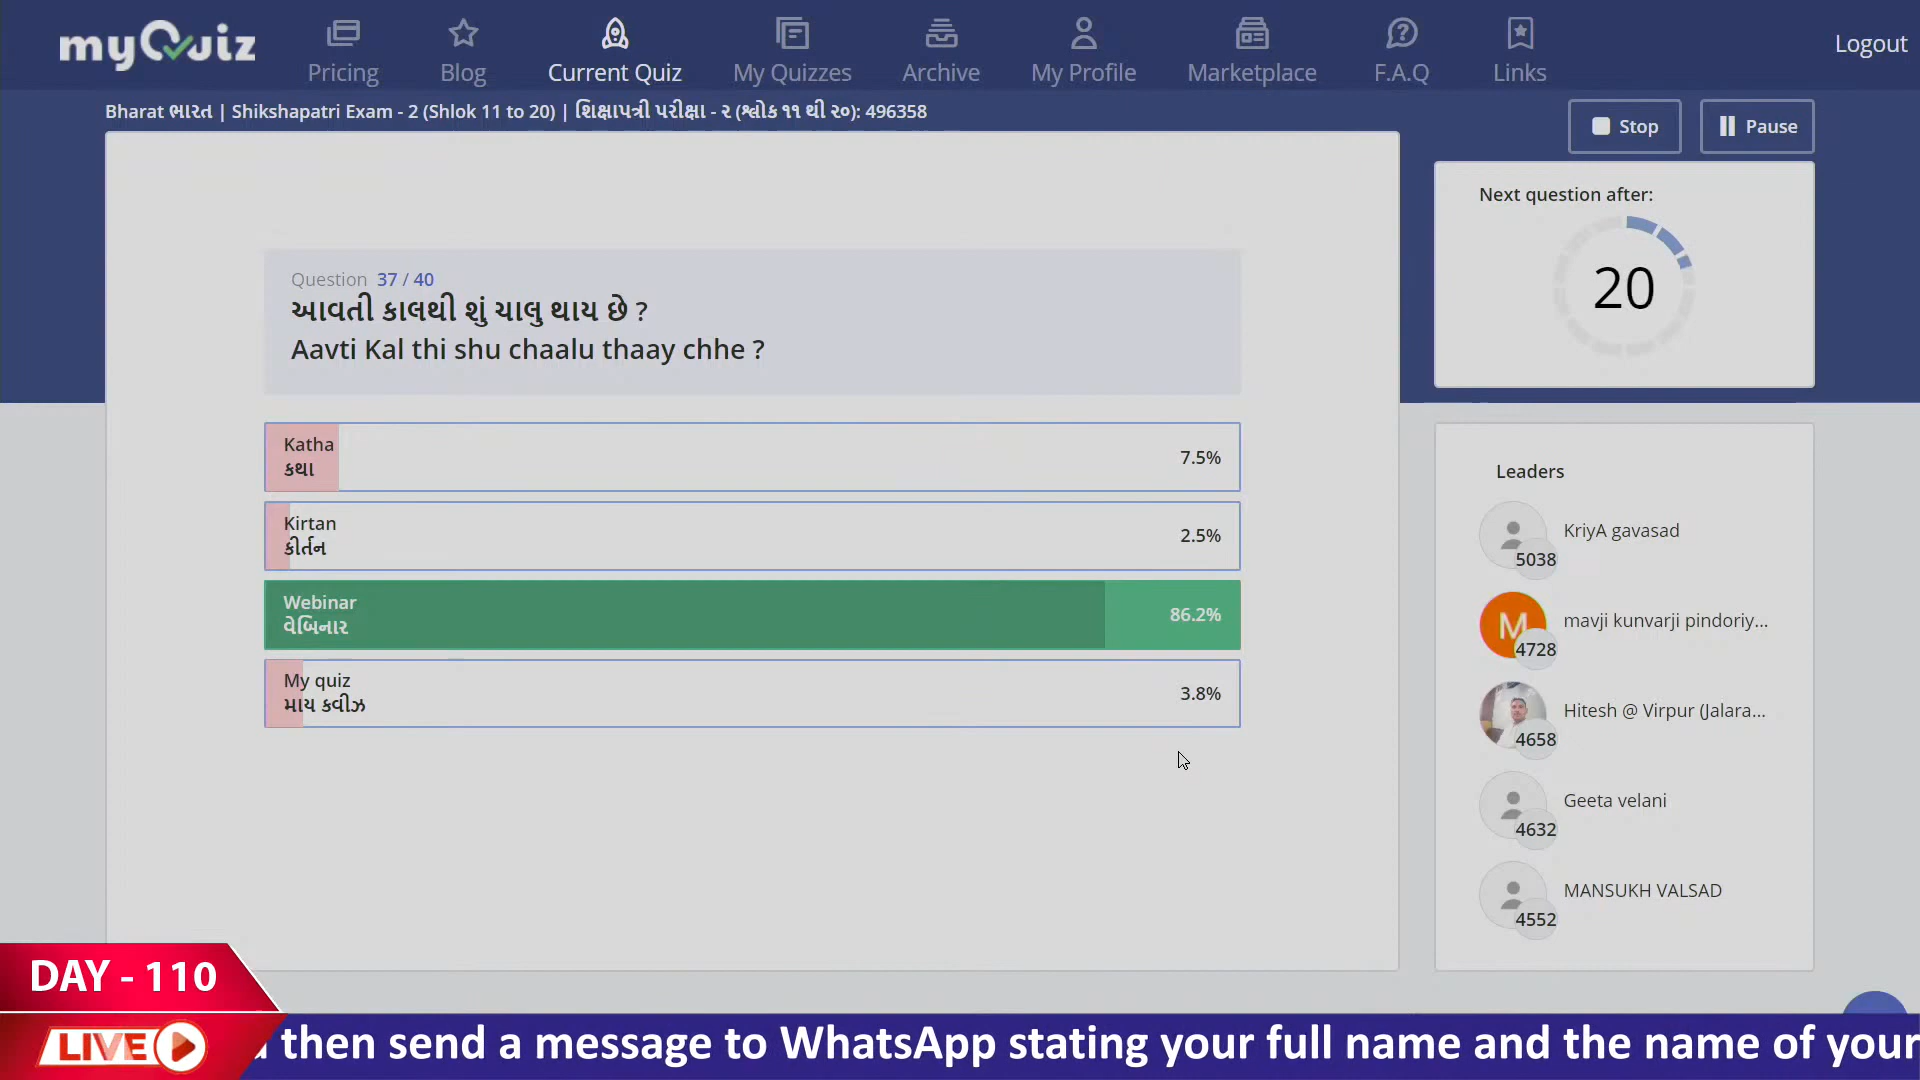 myQuiz
Pricing
Blog
Current Quiz
My Quizzes
Archive
My Profile
Marketplace
F.A.Q
Links
Logout
Bharat ભારત | Shikshapatri Exam - 2 (Shlok 11 to 20) | શિક્ષાપત્રી પરીક્ષા - ૨ (શ્લોક ૧૧ થી ૨૦): 496358
Stop
Pause
Next question after:
20
Question 37 / 40
આવતી કાલથી શું ચાલુ થાય છે ?
Aavti Kal thi shu chaalu thaay chhe ?
Katha
કથા
7.5%
Kirtan
કીર્તન
2.5%
Webinar
વેબિનાર
86.2%
My quiz
માય કવીઝ
3.8%
Leaders
KriyA gavasad
5038
M
mavji kunvarji pindoriy...
4728
Hitesh @ Virpur (Jalara...
4658
Geeta velani
4632
MANSUKH VALSAD
4552
DAY - 110
LIVE
then send a message to WhatsApp stating your full name and the name of your